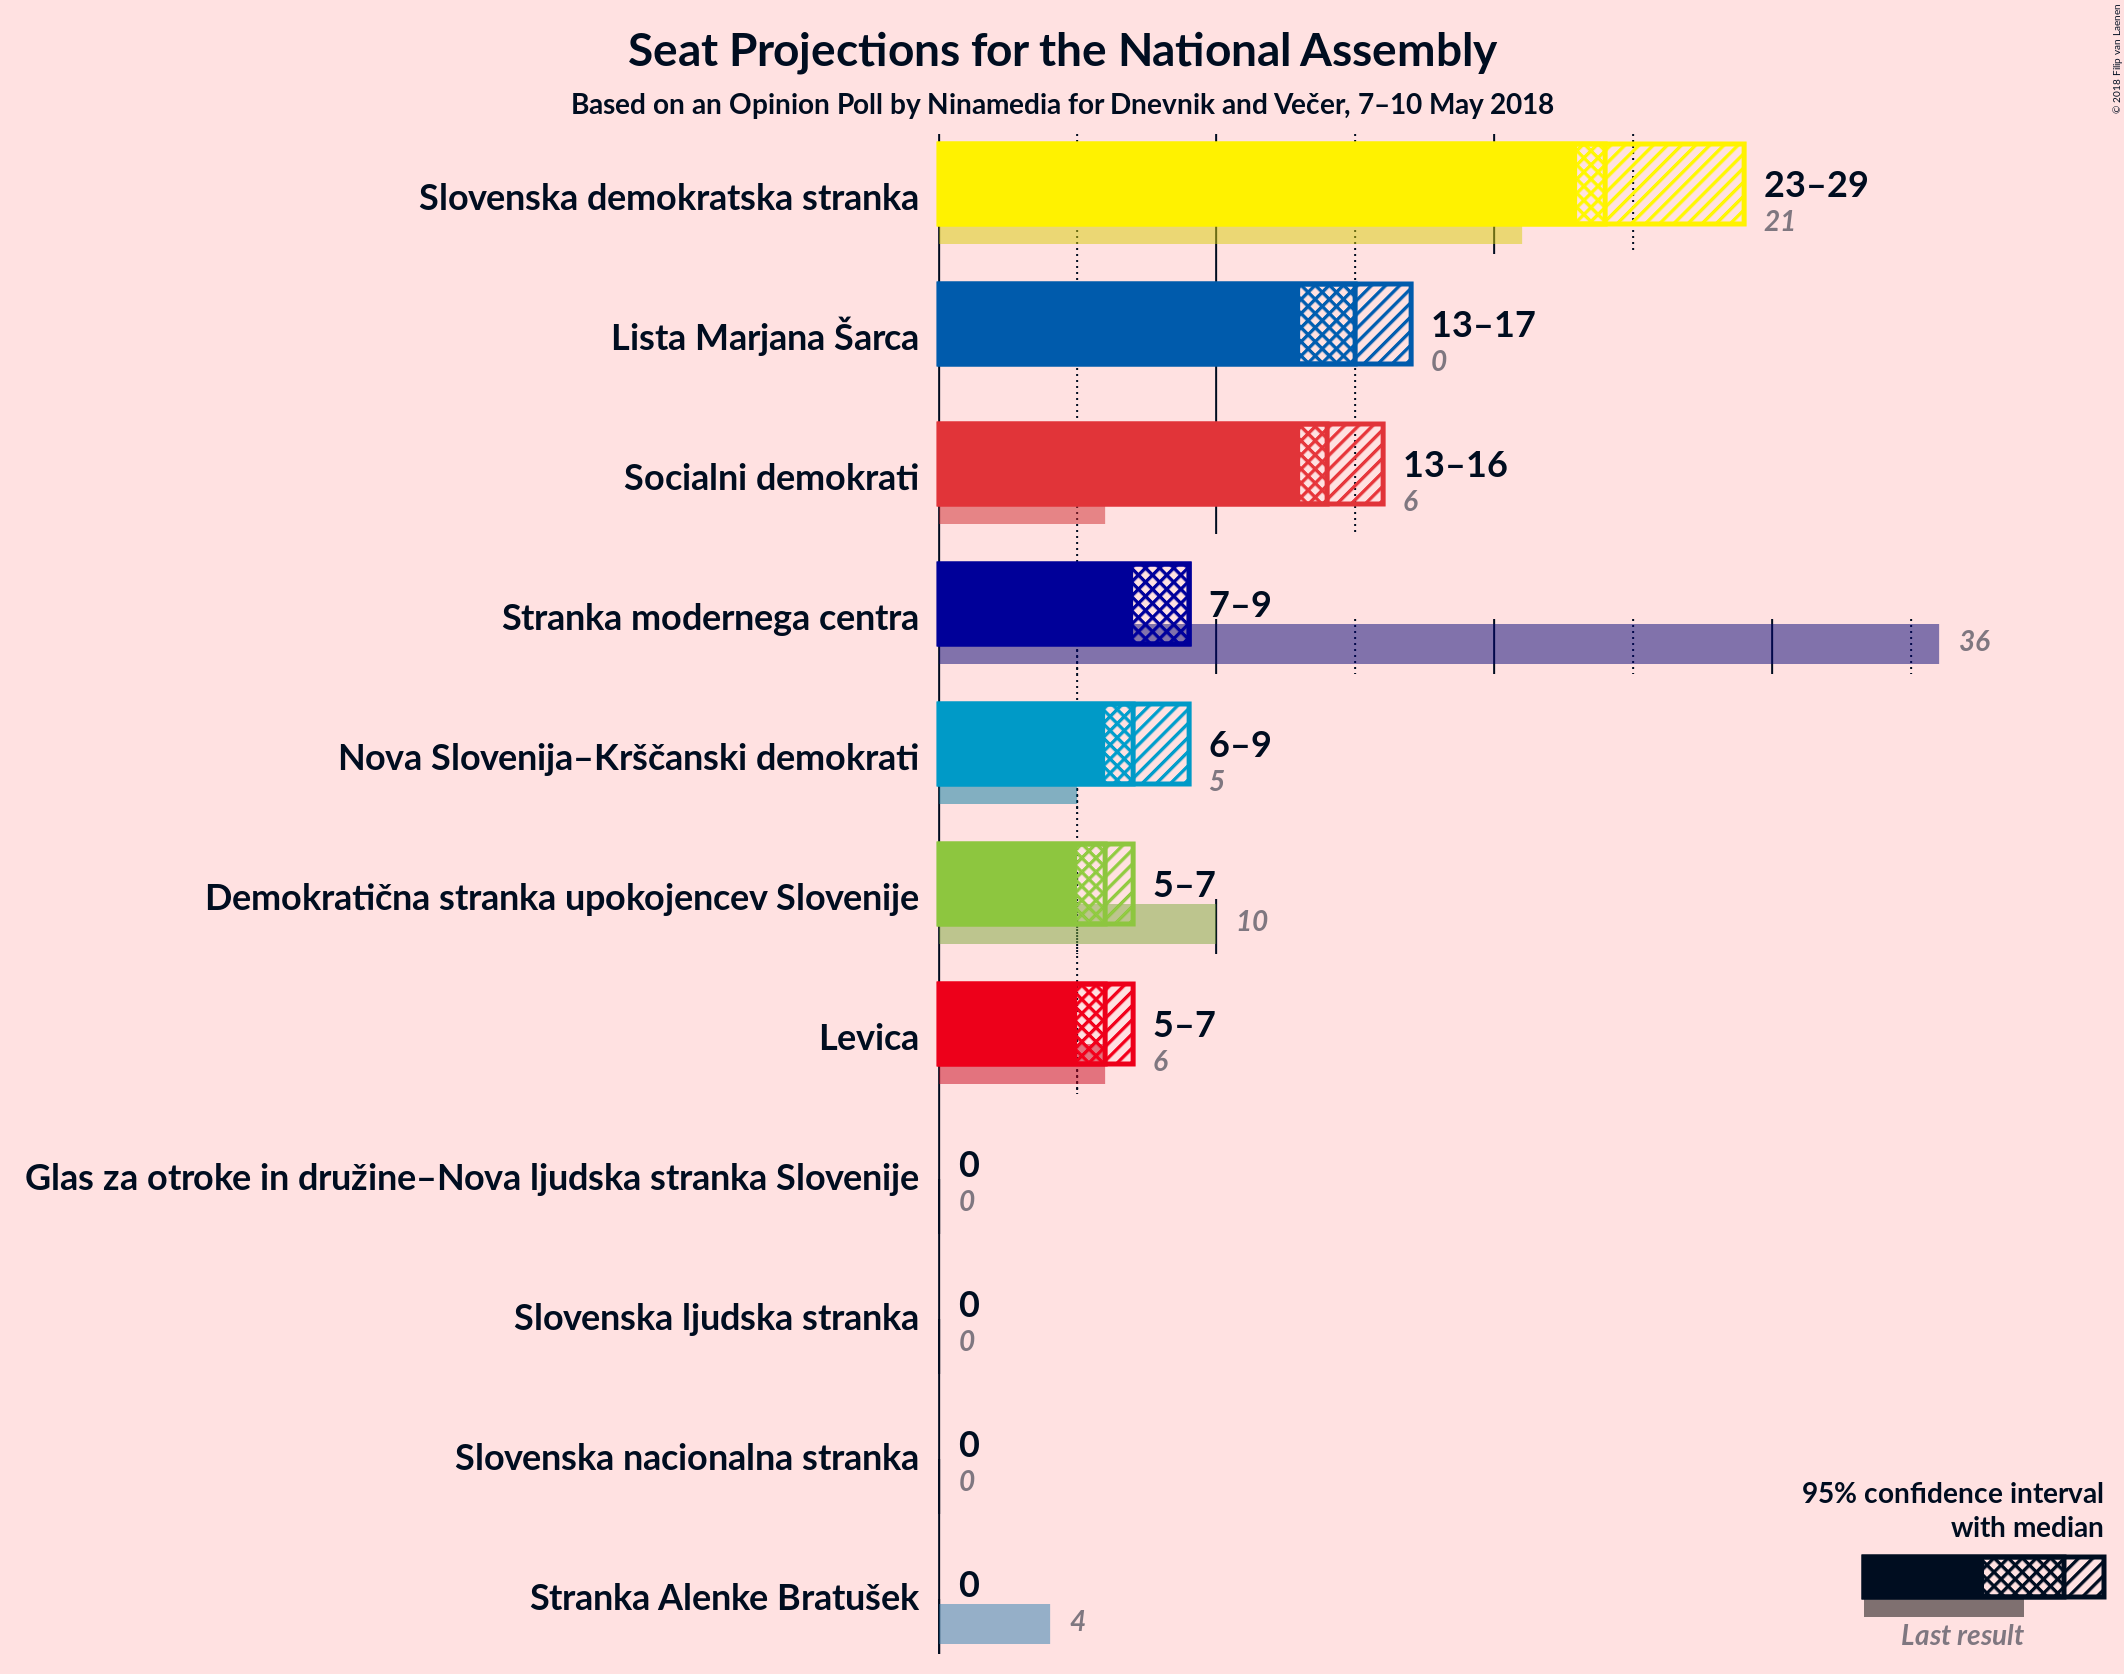 Seat Projections for the National Assembly
Based on an Opinion Poll by Ninamedia for Dnevnik and Večer, 7–10 May 2018
© 2018 Filip van Laenen
Slovenska demokratska stranka
23–29
21
Lista Marjana Šarca
13–17
0
Socialni demokrati
13–16
6
Stranka modernega centra
7–9
36
Nova Slovenija–Krščanski demokrati
6–9
5
Demokratična stranka upokojencev Slovenije
5–7
10
Levica
5–7
6
Glas za otroke in družine–Nova ljudska stranka Slovenije
0
0
Slovenska ljudska stranka
0
0
Slovenska nacionalna stranka
0
0
Stranka Alenke Bratušek
0
4
95% confidence interval
with median
Last result